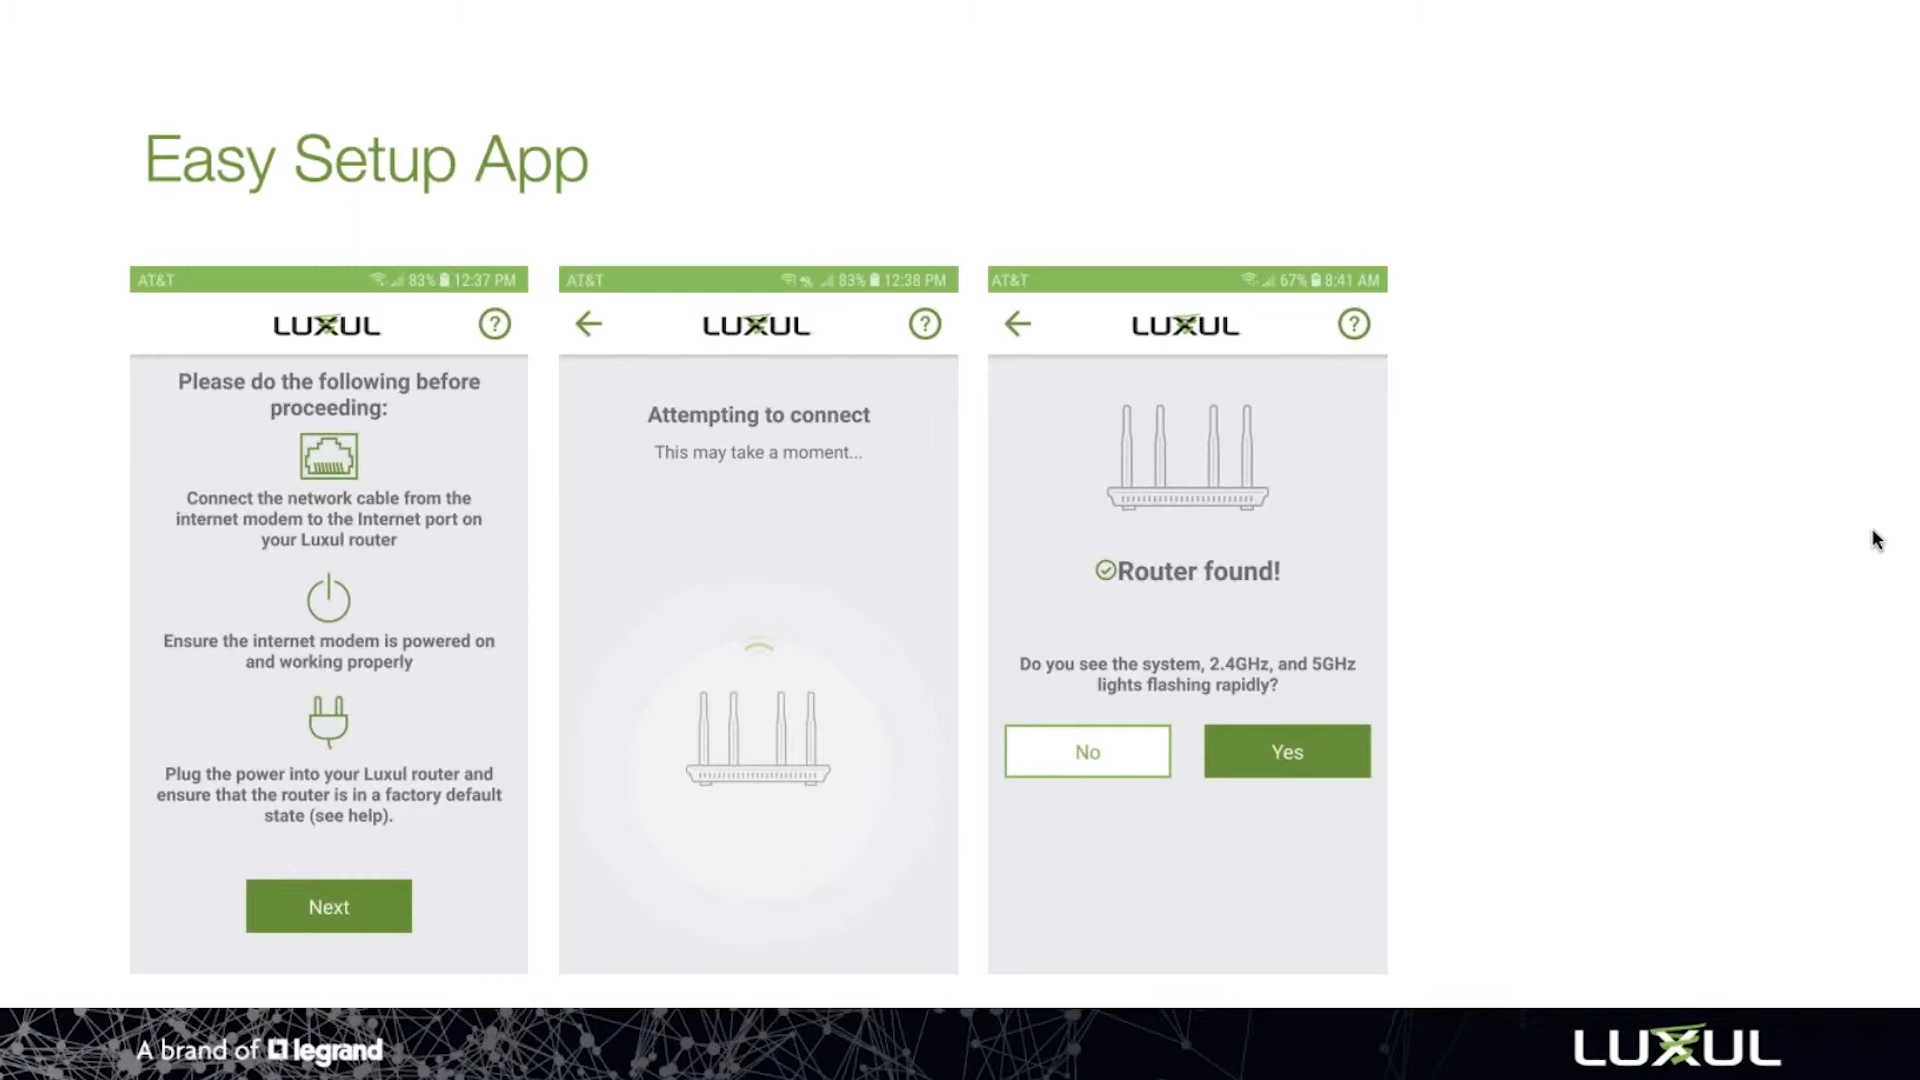 Easy Setup App
AT&T 83% 12:37 PM
LUXUL ?
Please do the following before
proceeding:
Connect the network cable from the
internet modem to the Internet port on
your Luxul router
Ensure the internet modem is powered on
and working properly
Plug the power into your Luxul router and
ensure that the router is in a factory default
state (see help).
Next
AT&T 4G 83% 12:38 PM
LUXUL ?
Attempting to connect
This may take a moment...
AT&T 67% 8:41 AM
LUXUL ?
Router found!
Do you see the system, 2.4GHz, and 5GHz
lights flashing rapidly?
No Yes
A brand of legrand
LUXUL